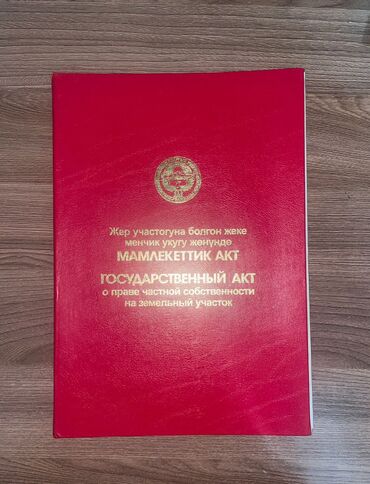 Жер участогуна болгон жеке
менчик укугу жөнүндө
МАМЛЕКЕТТИК АКТ
ГОСУДАРСТВЕННЫЙ АКТ
о праве частной собственности
на земельный участок